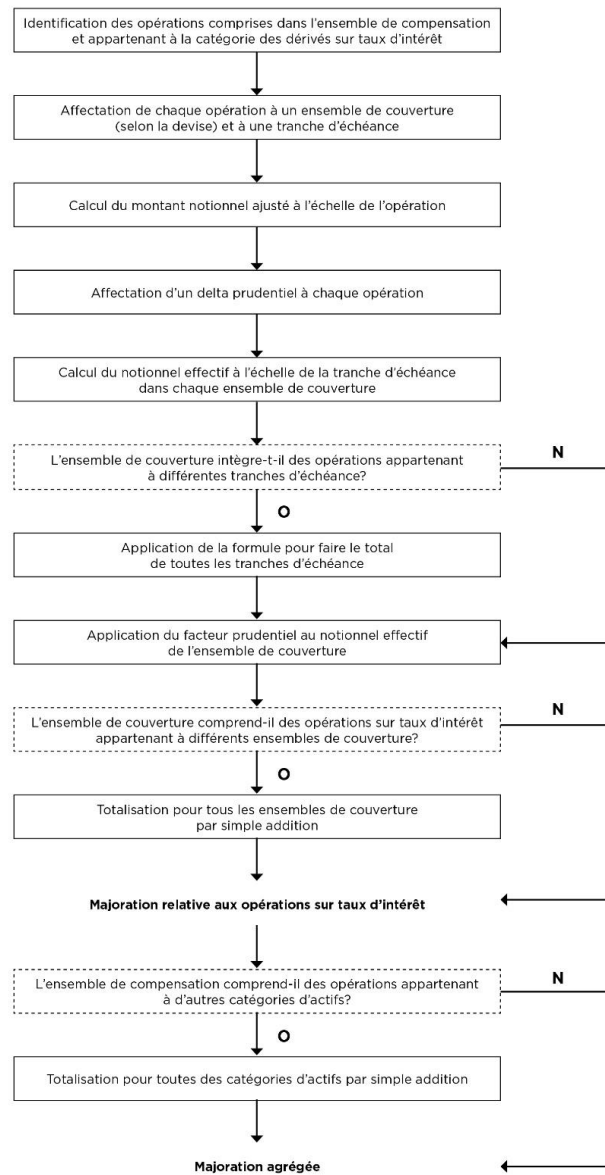 Identification des opérations comprises dans l'ensemble de compensation
et appartenant à la catégorie des dérivés sur taux d'intérêt
Affectation de chaque opération à un ensemble de couverture
(selon la devise) et à une tranche d'échéance
Calcul du montant notionnel ajusté à l'échelle de l'opération
Affectation d'un delta prudentiel à chaque opération
Calcul du notionnel effectif à l'échelle de la tranche d'échéance
dans chaque ensemble de couverture
L'ensemble de couverture intègre-t-il des opérations appartenant
à différentes tranches d'échéance?
N
O
Application de la formule pour faire le total
de toutes les tranches d'échéance
Application du facteur prudentiel au notionnel effectif
de l'ensemble de couverture
L'ensemble de couverture comprend-il des opérations sur taux d'intérêt
appartenant à différents ensembles de couverture?
N
O
Totalisation pour tous les ensembles de couverture
par simple addition
Majoration relative aux opérations sur taux d'intérêt
L'ensemble de compensation comprend-il des opérations appartenant
à d'autres catégories d'actifs?
N
O
Totalisation pour toutes des catégories d'actifs par simple addition
Majoration agrégée